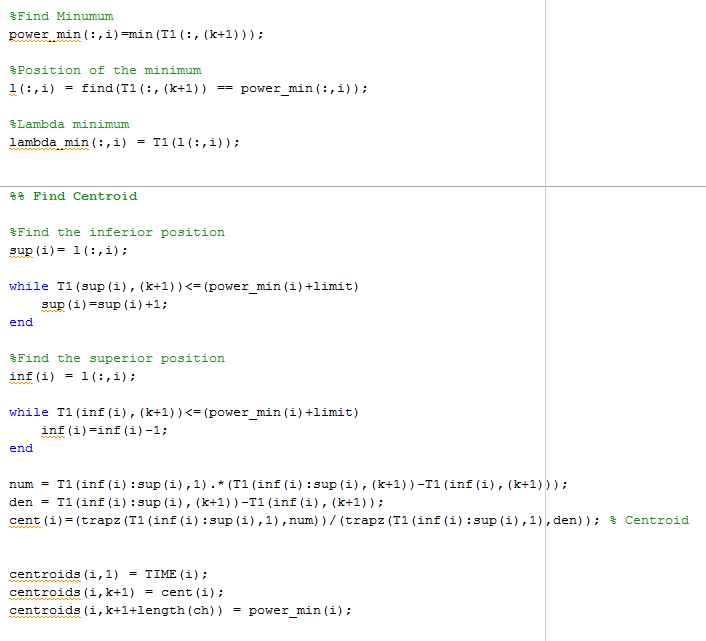 %Find Minumum
power_min(:,i)=min(T1(:,(k+1)));
%Position of the minimum
l(:,i) = find(T1(:,(k+1)) == power_min(:,i));
%Lambda minimum
lambda_min(:,i) = T1(l(:,i));
%% Find Centroid
%Find the inferior position
sup(i)= l(:,i);
while T1(sup(i),(k+1))<=(power_min(i)+limit)
sup(i)=sup(i)+1;
end
%Find the superior position
inf(i) = l(:,i);
while T1(inf(i),(k+1))<=(power_min(i)+limit)
inf(i)=inf(i)-1;
end
num = T1(inf(i):sup(i),1).*(T1(inf(i):sup(i),(k+1))-T1(inf(i),(k+1)));
den = T1(inf(i):sup(i),(k+1))-T1(inf(i),(k+1));
cent(i)=(trapz(T1(inf(i):sup(i),1),num))/(trapz(T1(inf(i):sup(i),1),den)); % Centroid
centroids(i,1) = TIME(i);
centroids(i,k+1) = cent(i);
centroids(i,k+1+length(ch)) = power_min(i);